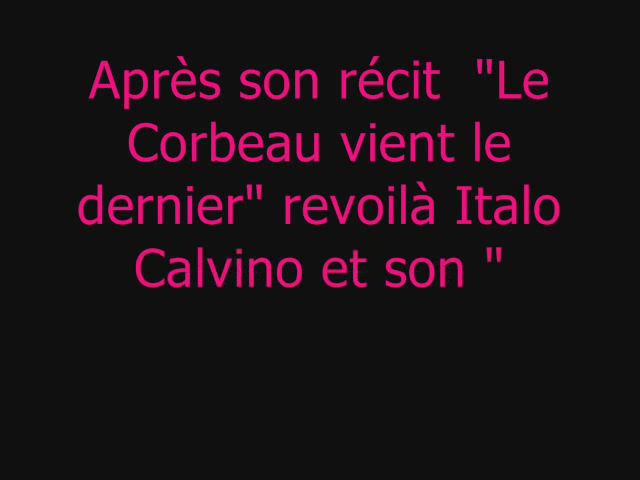 Après son récit  "Le
Corbeau vient le
dernier" revoilà Italo
Calvino et son "